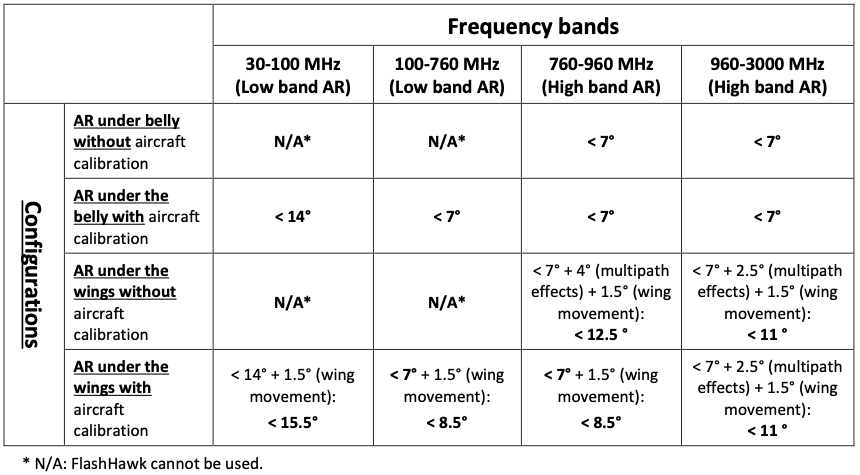 Frequency bands
30-100 MHz
(Low band AR)
100-760 MHz
(Low band AR)
760-960 MHz
(High band AR)
960-3000 MHz
(High band AR)
Configurations
AR under belly
without aircraft
calibration
N/A*
N/A*
< 7°
< 7°
AR under the
belly with aircraft
calibration
< 14°
< 7°
< 7°
< 7°
AR under the
wings without
aircraft
calibration
N/A*
N/A*
< 7° + 4° (multipath
effects) + 1.5° (wing
movement):
< 12.5 °
< 7° + 2.5° (multipath
effects) + 1.5° (wing
movement):
< 11 °
AR under the
wings with
aircraft
calibration
< 14° + 1.5° (wing
movement):
< 15.5°
< 7° + 1.5° (wing
movement):
< 8.5°
< 7° + 1.5° (wing
movement):
< 8.5°
< 7° + 2.5° (multipath
effects) + 1.5° (wing
movement):
< 11 °
* N/A: FlashHawk cannot be used.